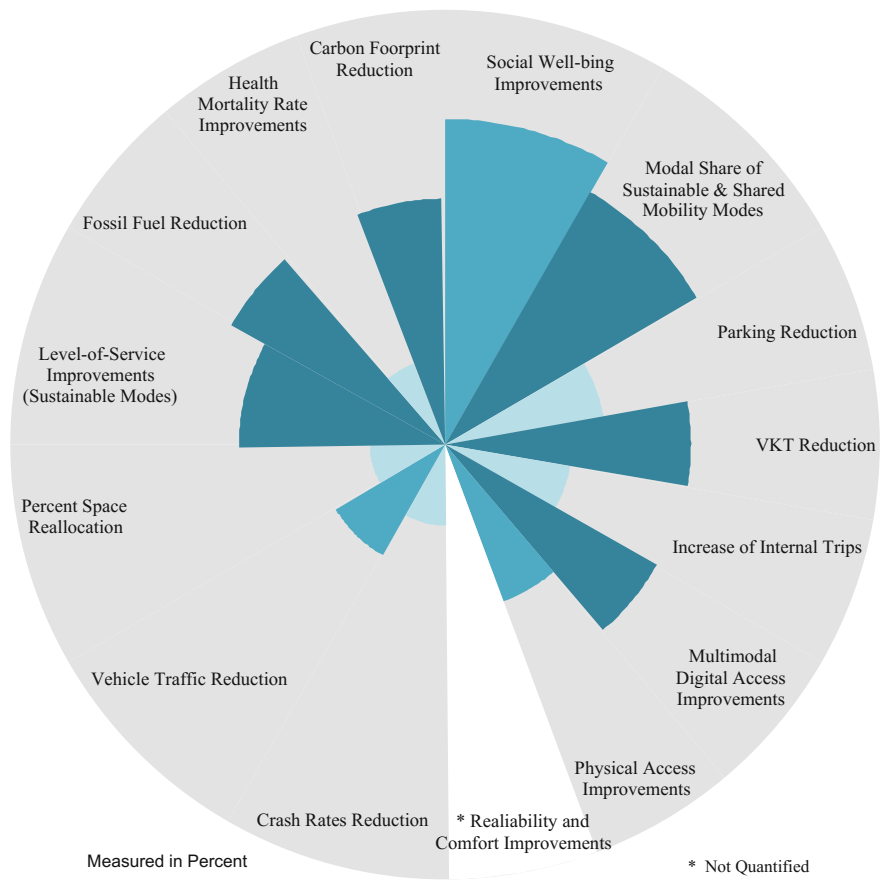 Carbon Foorprint
Reduction
Social Well-bing
Improvements
Health
Mortality Rate
Improvements
Modal Share of
Sustainable & Shared
Mobility Modes
Fossil Fuel Reduction
Parking Reduction
Level-of-Service
Improvements
(Sustainable Modes)
VKT Reduction
Percent Space
Reallocation
Increase of Internal Trips
Multimodal
Digital Access
Improvements
Vehicle Traffic Reduction
Physical Access
Improvements
Crash Rates Reduction
* Realiability and
Comfort Improvements
Measured in Percent
* Not Quantified